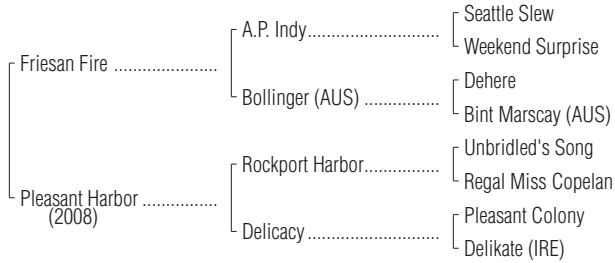 Seattle Slew
A.P. Indy
Weekend Surprise
Friesan Fire
Dehere
Bollinger (AUS)
Bint Marscay (AUS)
Unbridled's Song
Rockport Harbor
Regal Miss Copelan
Pleasant Harbor
(2008)
Pleasant Colony
Delicacy
Delikate (IRE)